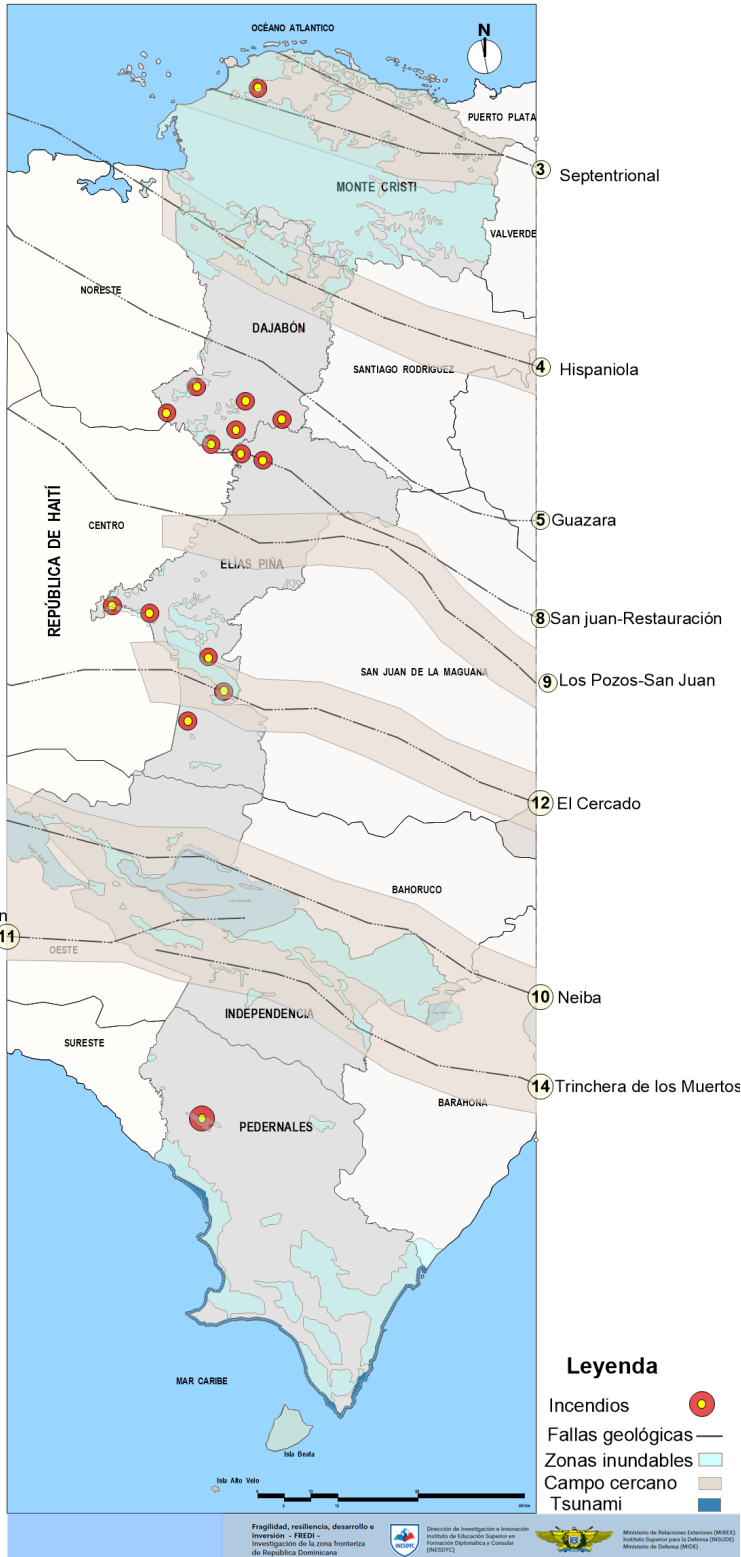 OCÉANO ATLANTICO
N
PUERTO PLATA
3 Septentrional
MONTE CRISTI
VALVERDE
NORESTE
DAJABÓN
SANTIAGO RODRÍGUEZ
4 Hispaniola
REPÚBLICA DE HAITÍ
CENTRO
5 Guazara
ELÍAS PIÑA
8 San juan-Restauración
SAN JUAN DE LA MAGUANA
9 Los Pozos-San Juan
12 El Cercado
BAHORUCO
n
11
OESTE
10 Neiba
INDEPENDENCIA
SURESTE
14 Trinchera de los Muertos
BARAHONA
PEDERNALES
MAR CARIBE
Isla Beata
Isla Alto Velo
Leyenda
Incendios
Fallas geológicas
Zonas inundables
Campo cercano
Tsunami
Fragilidad, resiliencia, desarrollo e
inversión – FREDI –
Investigación de la zona fronteriza
de República Dominicana
INESDYC
Dirección de Investigación e Innovación
Instituto de Educación Superior en
Formación Diplomática y Consular
(INESDYC)
Ministerio de Relaciones Exteriores (MIREX)
Instituto Superior para la Defensa (INSUDE)
Ministerio de Defensa (MIDE)